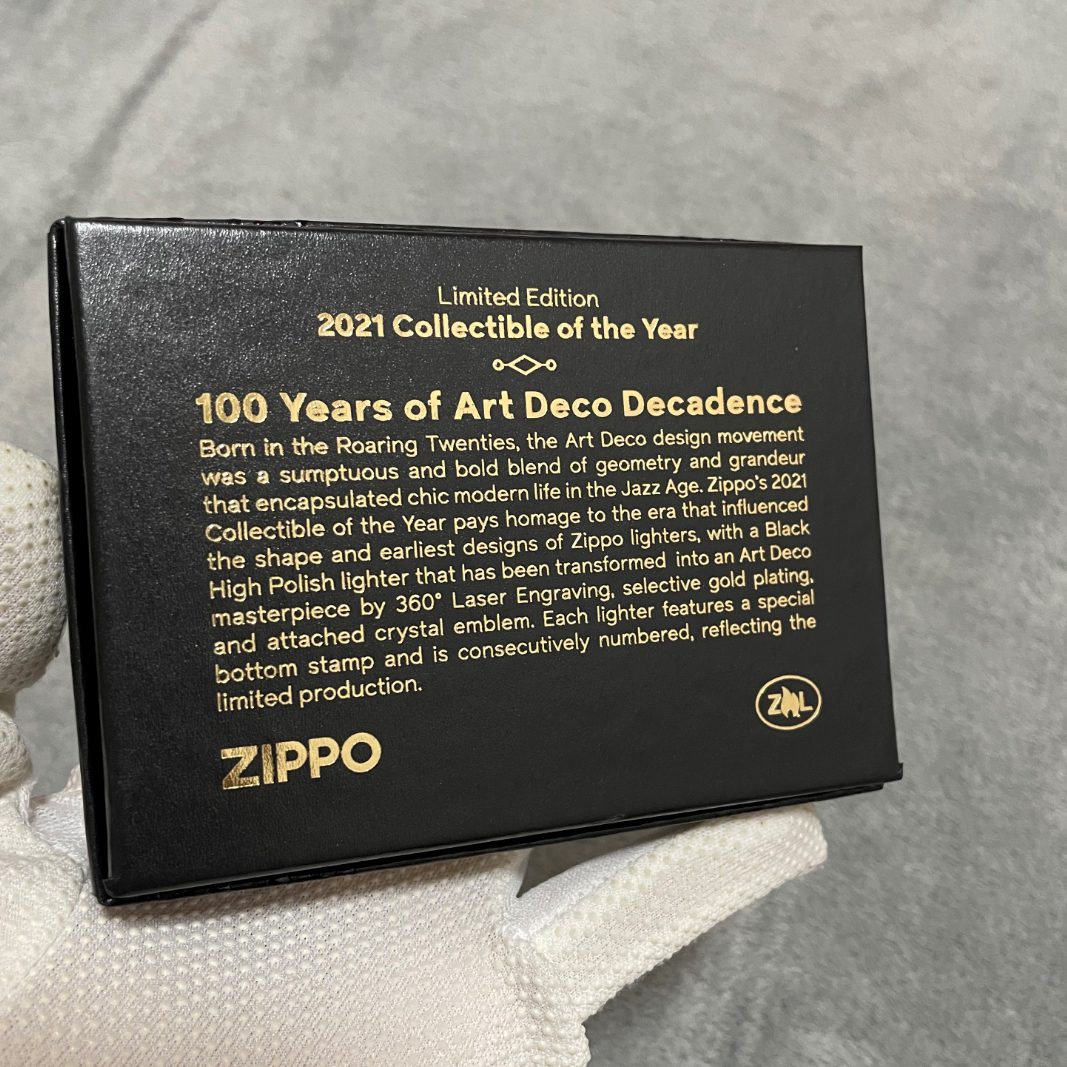 Limited Edition
2021 Collectible of the Year
100 Years of Art Deco Decadence
Born in the Roaring Twenties, the Art Deco design movement
was a sumptuous and bold blend of geometry and grandeur
that encapsulated chic modern life in the Jazz Age. Zippo's 2021
Collectible of the Year pays homage to the era that influenced
the shape and earliest designs of Zippo lighters, with a Black
High Polish lighter that has been transformed into an Art Deco
masterpiece by 360° Laser Engraving, selective gold plating,
and attached crystal emblem. Each lighter features a special
bottom stamp and is consecutively numbered, reflecting the
limited production.
ZIPPO
ZL